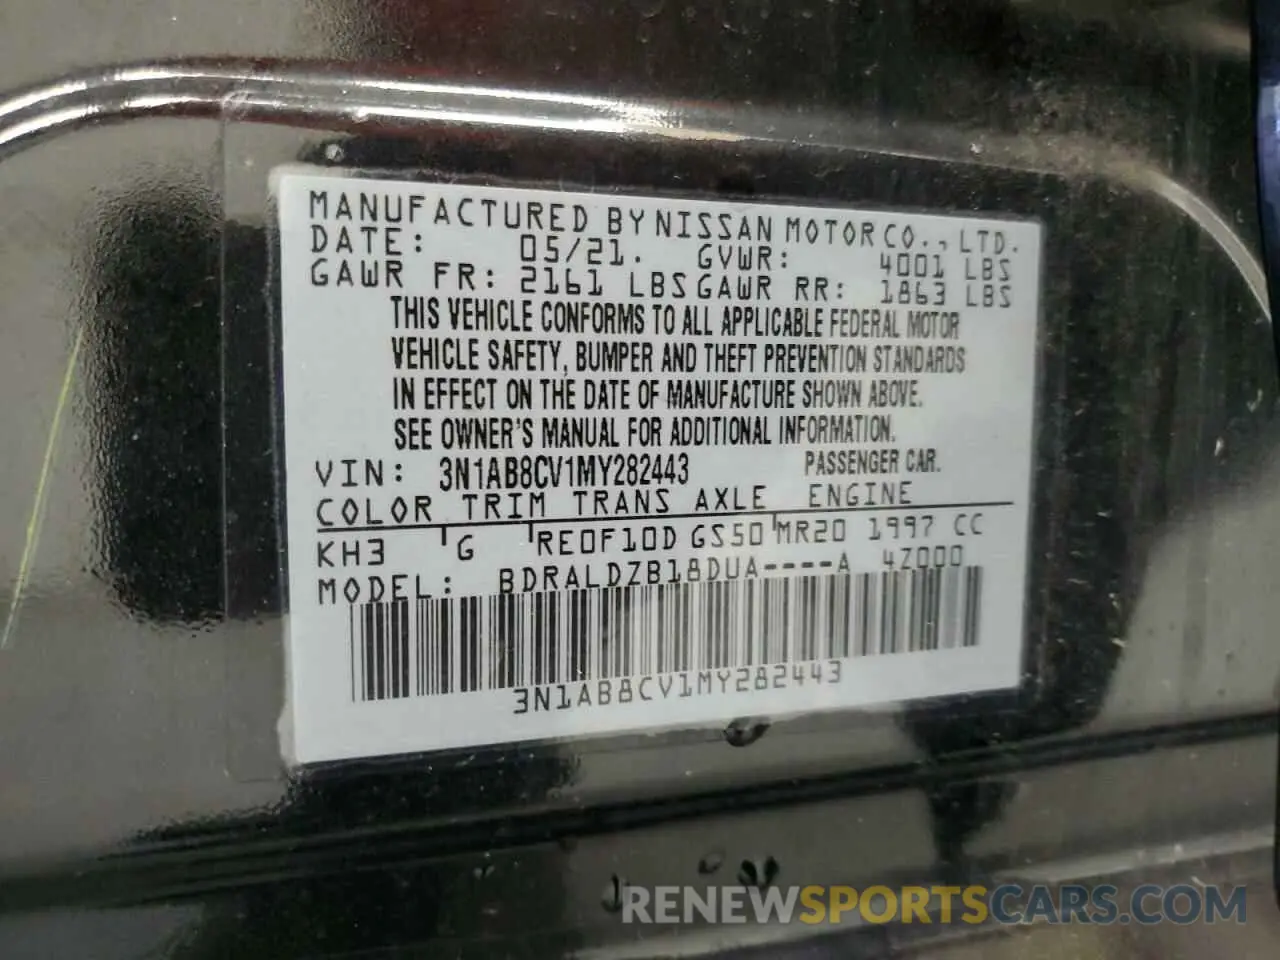 MANUFACTURED BY NISSAN MOTOR CO., LTD.
DATE: 05/21. GVWR: 4001 LBS
GAWR FR: 2161 LBS GAWR RR: 1863 LBS
THIS VEHICLE CONFORMS TO ALL APPLICABLE FEDERAL MOTOR
VEHICLE SAFETY, BUMPER AND THEFT PREVENTION STANDARDS
IN EFFECT ON THE DATE OF MANUFACTURE SHOWN ABOVE.
SEE OWNER'S MANUAL FOR ADDITIONAL INFORMATION.
VIN: 3N1AB8CV1MY282443 PASSENGER CAR.
COLOR TRIM TRANS AXLE ENGINE
KH3 G RE0F10D GS50 MR20 1997 CC
MODEL: BDRALDZB18DUA----A 4Z000
3N1AB8CV1MY282443
RENEWSPORTSCARS.COM